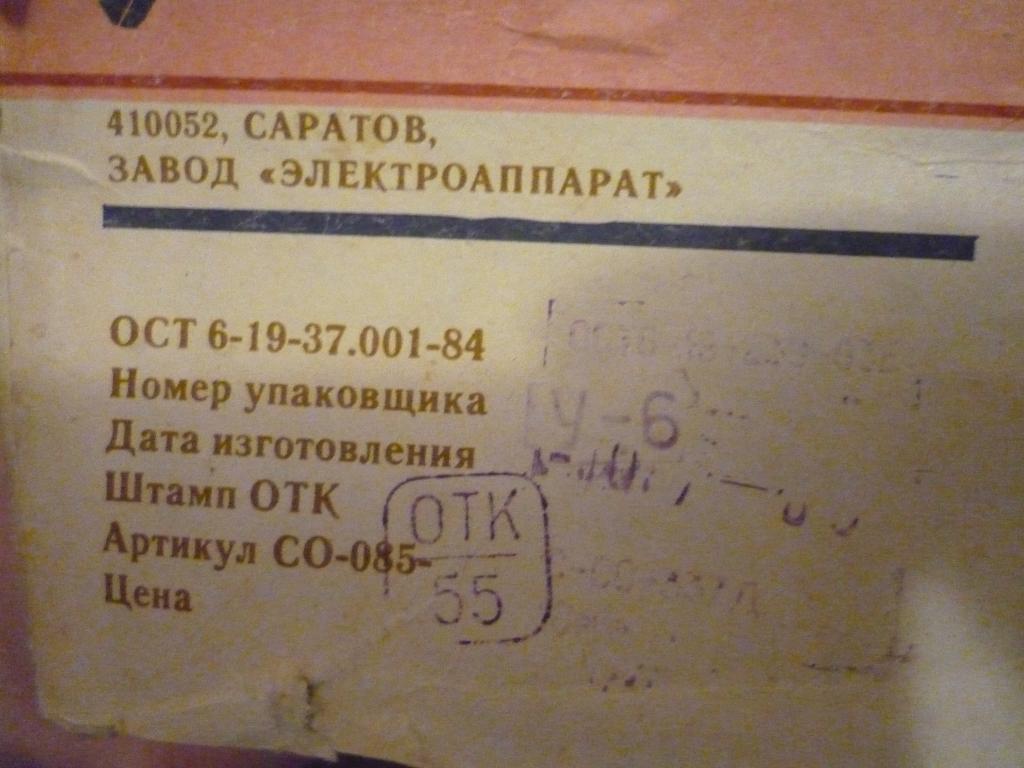 410052, САРАТОВ,
ЗАВОД «ЭЛЕКТРОАППАРАТ»
ОСТ 6-19-37.001-84
Номер упаковщика
У-6
Дата изготовления
Штамп ОТК
ОТК
Артикул СО-085-
55
Цена